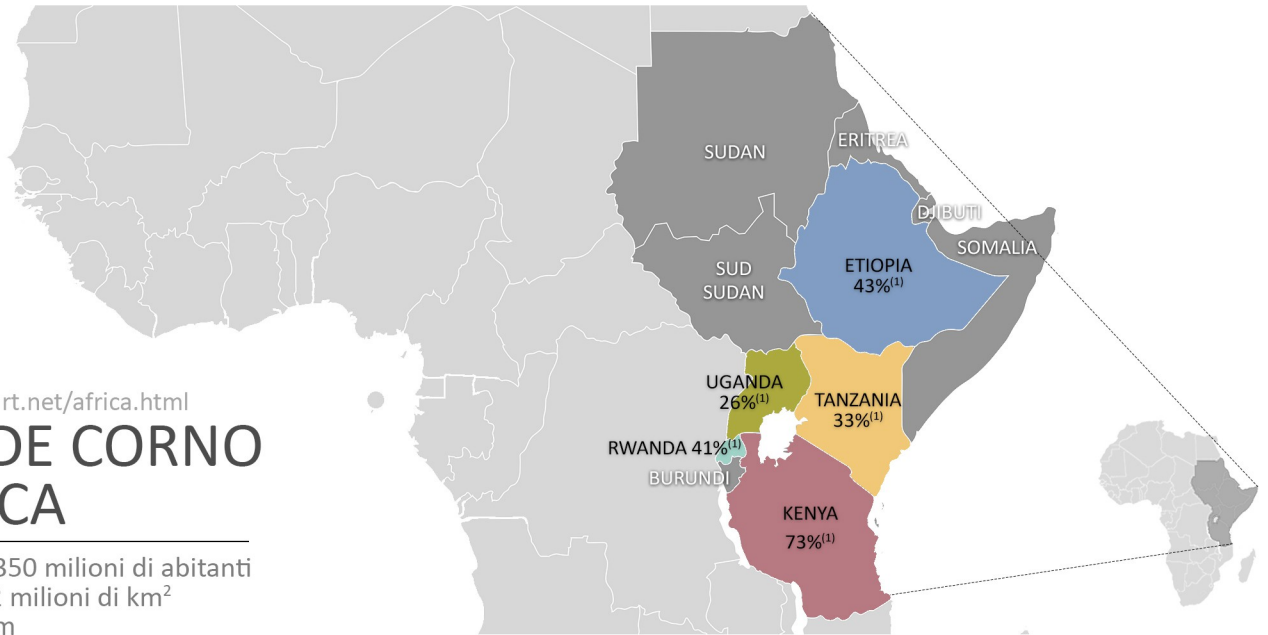 SUDAN
ERITREA
DJIBUTI
SOMALIA
ETIOPIA
43%(1)
SUD
SUDAN
UGANDA
26%(1)
TANZANIA
33%(1)
RWANDA 41%(1)
BURUNDI
KENYA
73%(1)
rt.net/africa.html
DE CORNO
CA
350 milioni di abitanti
milioni di km²